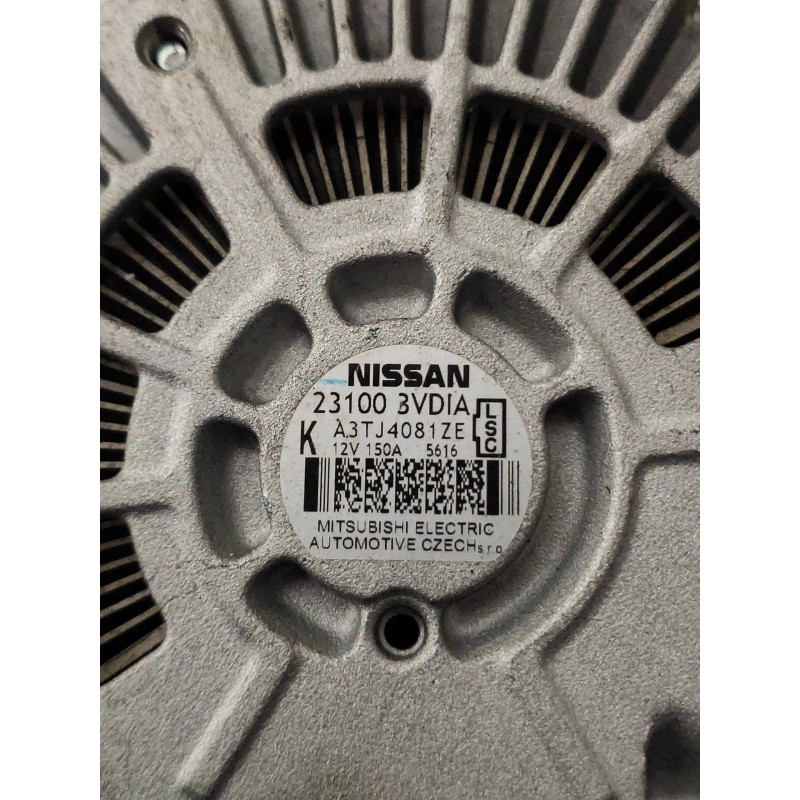 NISSAN
23100 3VD1A
K A3TJ4081ZE
LSC
12V 150A 5616
MITSUBISHI ELECTRIC
AUTOMOTIVE CZECH s.r.o